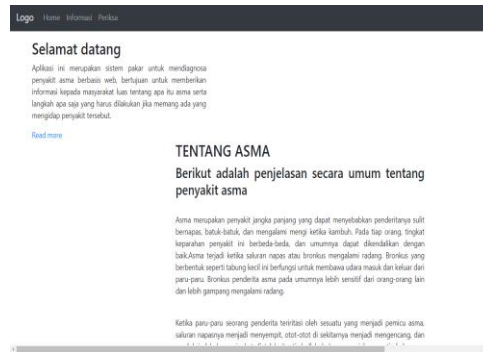 Logo Home Informasi Periksa
Selamat datang
Aplikasi ini merupakan sistem pakar untuk mendiagnosa
penyakit asma berbasis web, bertujuan untuk memberikan
informasi kepada masyarakat luas tentang apa itu asma serta
langkah apa saja yang harus dilakukan jika memang ada yang
mengidap penyakit tersebut.
Read more
TENTANG ASMA
Berikut adalah penjelasan secara umum tentang
penyakit asma
Asma merupakan penyakit jangka panjang yang dapat menyebabkan penderitanya sulit
bernapas, batuk-batuk, dan mengalami mengi ketika kambuh. Pada tiap orang, tingkat
keparahan penyakit ini berbeda-beda, dan umumnya dapat dikendalikan dengan
baik.Asma terjadi ketika saluran napas atau bronkus mengalami radang. Bronkus yang
berbentuk seperti tabung kecil ini berfungsi untuk membawa udara masuk dan keluar dari
paru-paru. Bronkus penderita asma pada umumnya lebih sensitif dari orang-orang lain
dan lebih gampang mengalami radang.
Ketika paru-paru seorang penderita teriritasi oleh sesuatu yang menjadi pemicu asma,
saluran napasnya menjadi menyempit, otot-otot di sekitarnya menjadi mengencang, dan